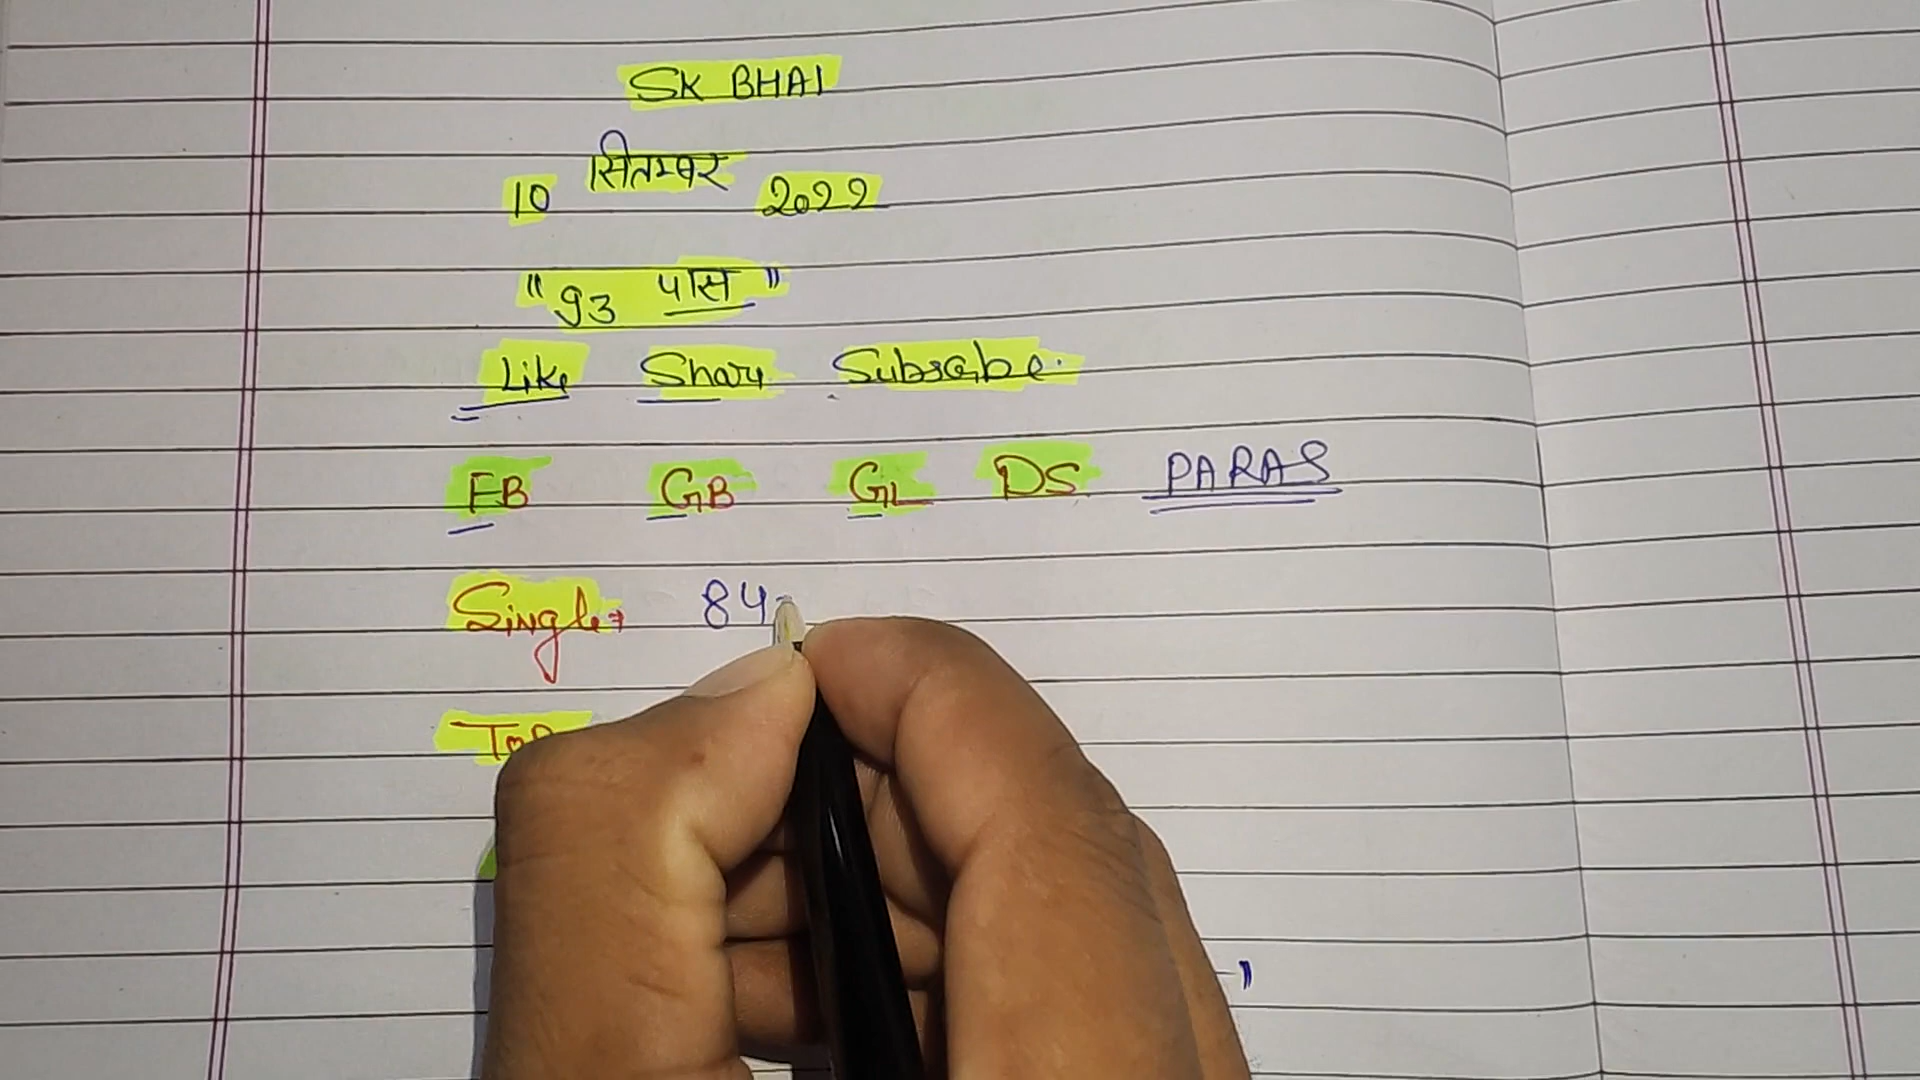 SK BHAI
10 सितम्बर 2022
"93 पास"
Like Share Subscribe.
FB GB GL DS PARAS
Single → 84